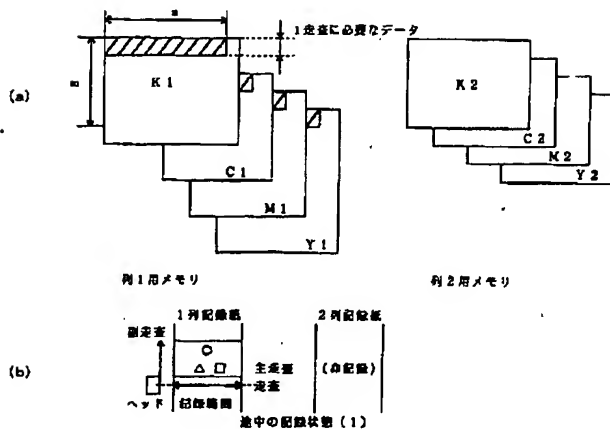 (a)
1走査に必要なデータ
K1
C1
M1
Y1
K2
C2
M2
Y2
列1用メモリ
列2用メモリ
(b)
1列記録紙
2列記録紙
副走査
主走査
走査
ヘッド
記録範囲
(非記録)
途中の記録状態(1)